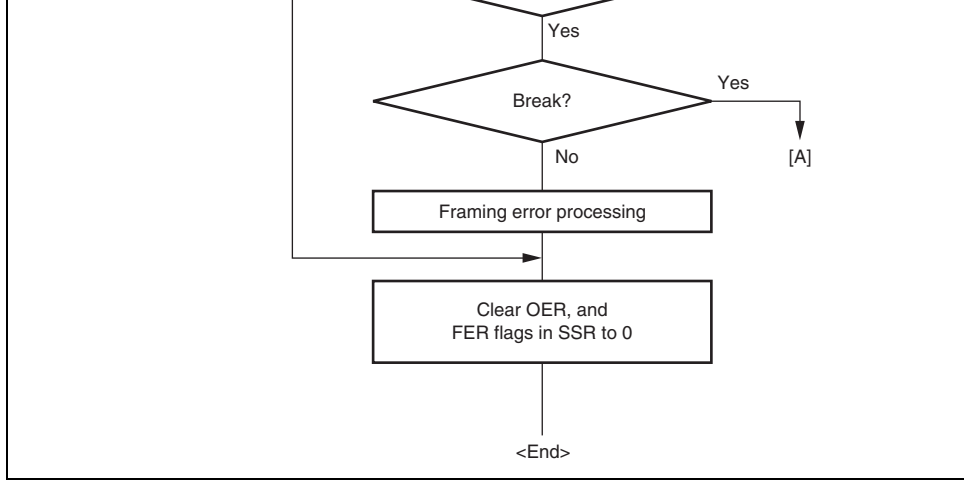 Yes
Yes
Break?
No
[A]
Framing error processing
Clear OER, and
FER flags in SSR to 0
<End>